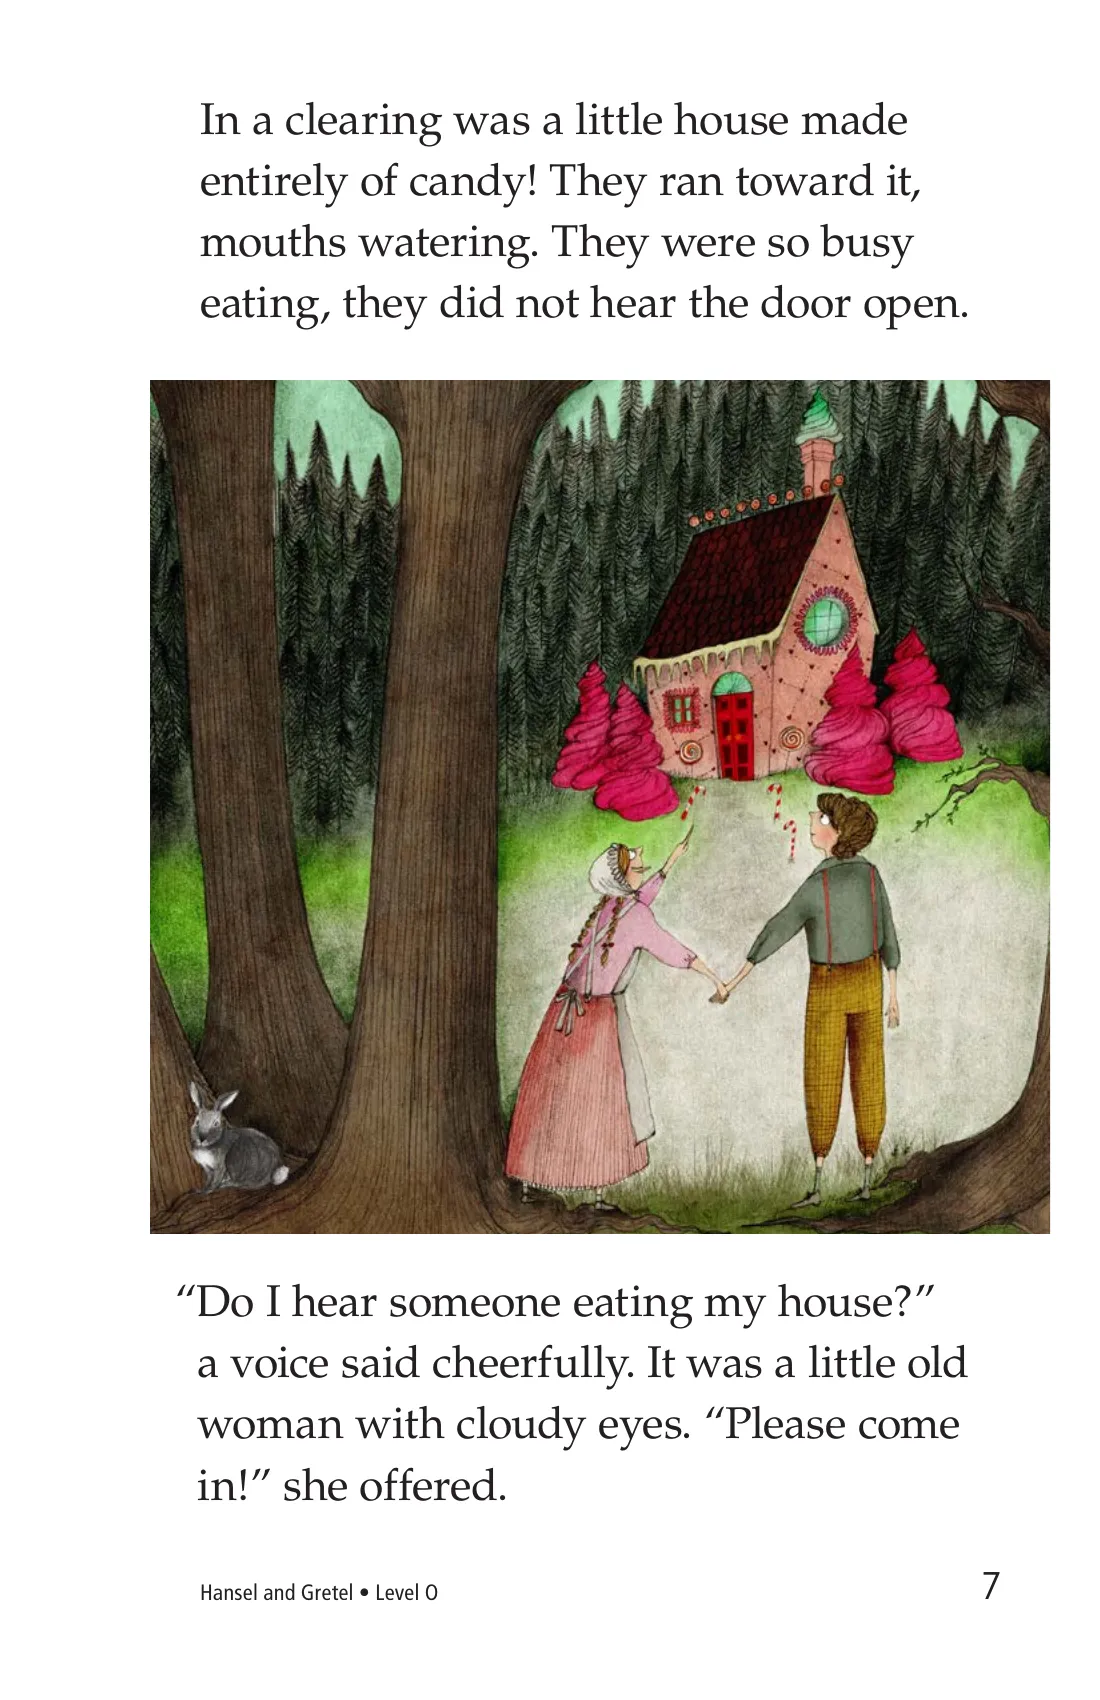 In a clearing was a little house made
entirely of candy! They ran toward it,
mouths watering. They were so busy
eating, they did not hear the door open.
“Do I hear someone eating my house?”
a voice said cheerfully. It was a little old
woman with cloudy eyes. “Please come
in!” she offered.
Hansel and Gretel • Level O
7